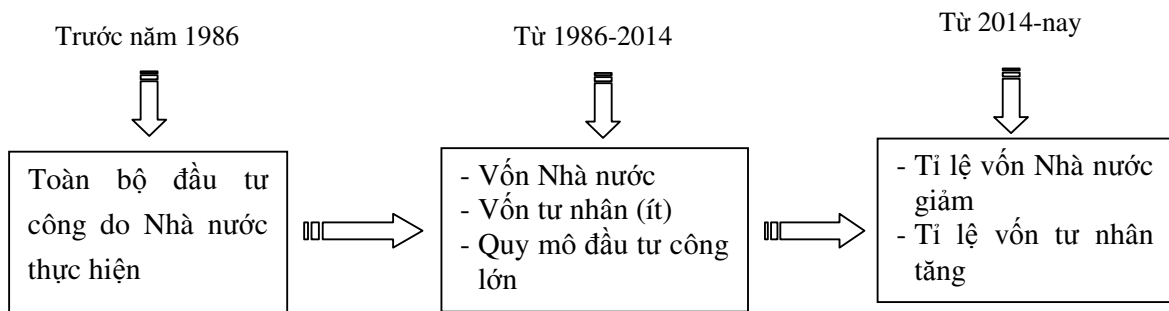 Trước năm 1986
Từ 1986-2014
Từ 2014-nay
Toàn bộ đầu tư
công do Nhà nước
thực hiện
- Vốn Nhà nước
- Vốn tư nhân (ít)
- Quy mô đầu tư công
lớn
- Tỉ lệ vốn Nhà nước
giảm
- Tỉ lệ vốn tư nhân
tăng